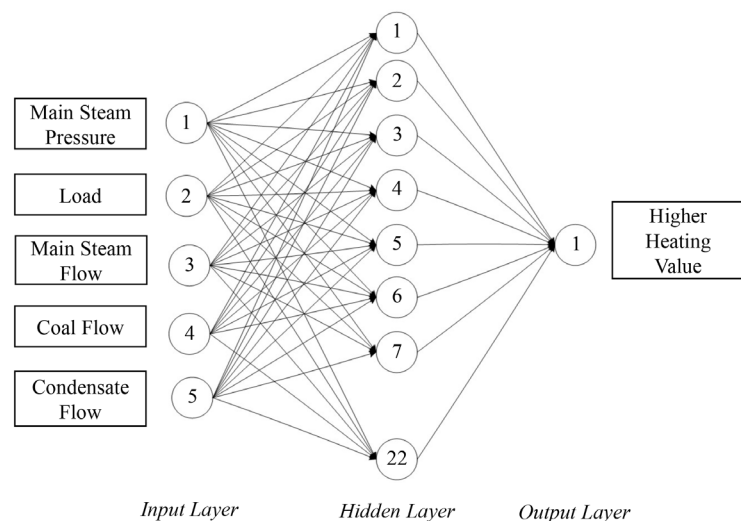 Main Steam
Pressure
Load
Main Steam
Flow
Coal Flow
Condensate
Flow
1
2
3
4
5
1
2
3
4
5
6
7
22
1
Higher
Heating
Value
Input Layer
Hidden Layer
Output Layer